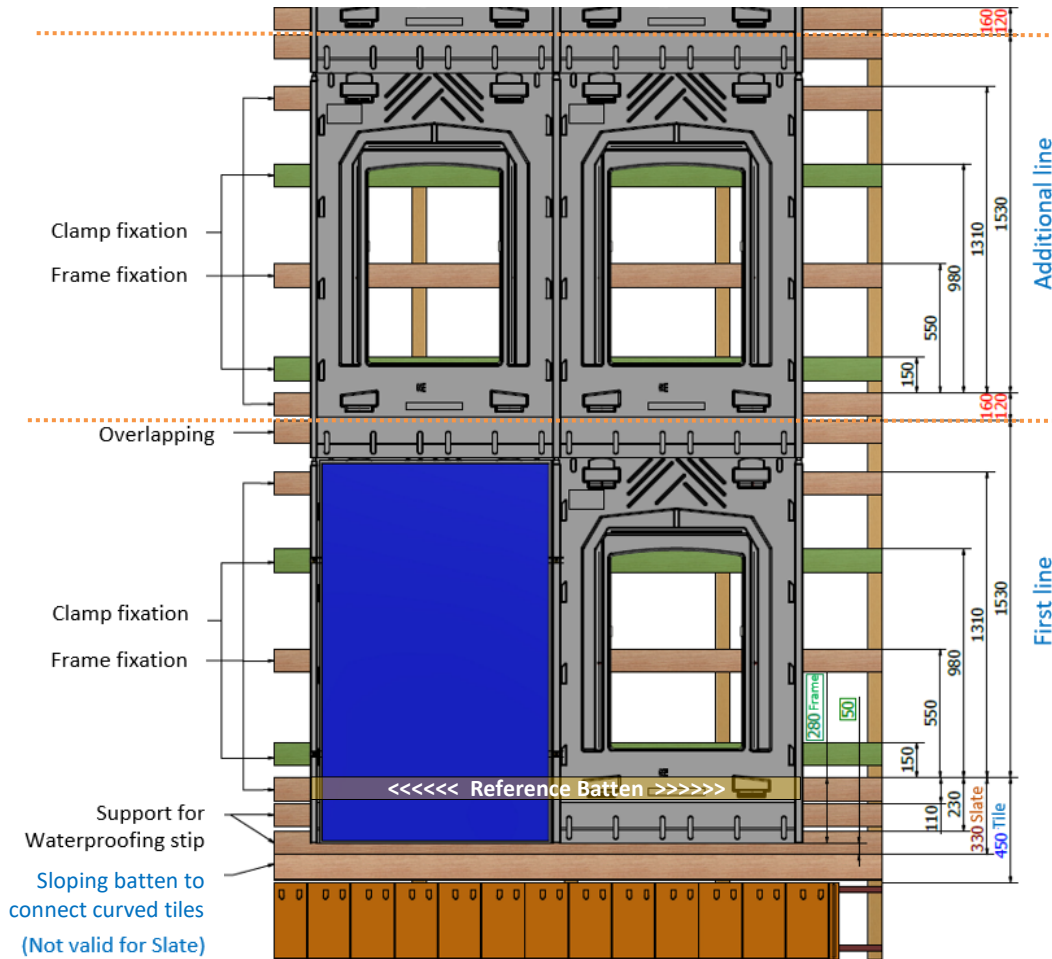 160
120
Clamp fixation
Frame fixation
1310
1530
980
550
150
Additional line
160
120
Overlapping
Clamp fixation
Frame fixation
1310
1530
980
550
150
First line
280 Frame
50
<<<<<< Reference Batten >>>>>>
110
230
330 Slate
450 Tile
Support for
Waterproofing stip
Sloping batten to
connect curved tiles
(Not valid for Slate)